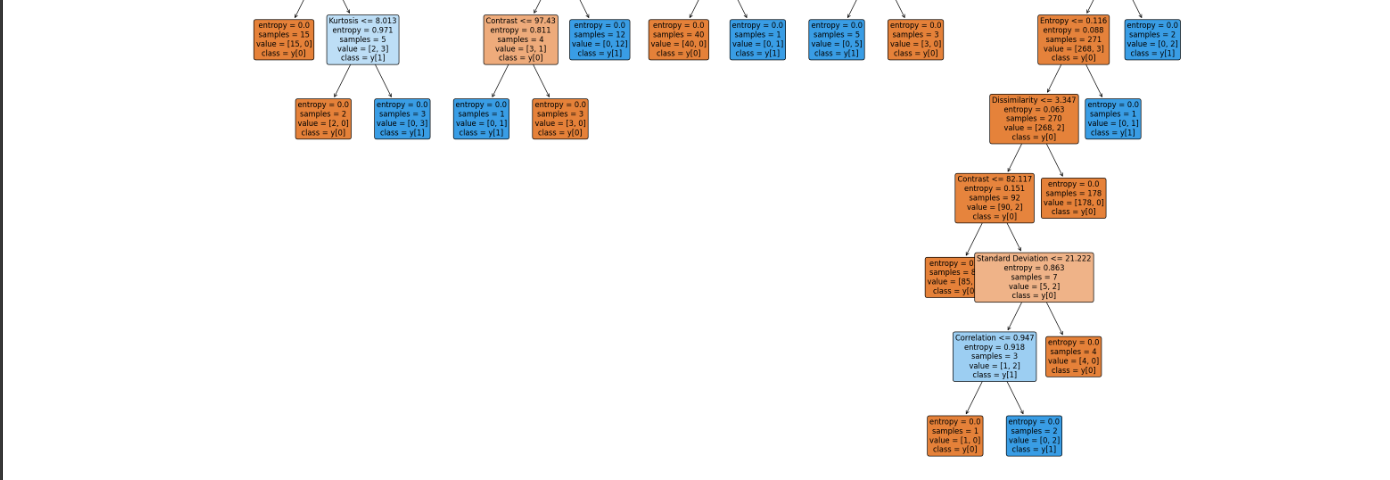 entropy = 0.0
samples = 15
value = [15, 0]
class = y[0]
Kurtosis <= 8.013
entropy = 0.971
samples = 5
value = [2, 3]
class = y[1]
Contrast <= 97.43
entropy = 0.811
samples = 4
value = [3, 1]
class = y[0]
entropy = 0.0
samples = 12
value = [0, 12]
class = y[1]
entropy = 0.0
samples = 40
value = [40, 0]
class = y[0]
entropy = 0.0
samples = 1
value = [0, 1]
class = y[1]
entropy = 0.0
samples = 5
value = [0, 5]
class = y[1]
entropy = 0.0
samples = 3
value = [3, 0]
class = y[0]
Entropy <= 0.116
entropy = 0.088
samples = 271
value = [268, 3]
class = y[0]
entropy = 0.0
samples = 2
value = [0, 2]
class = y[1]
entropy = 0.0
samples = 2
value = [2, 0]
class = y[0]
entropy = 0.0
samples = 3
value = [0, 3]
class = y[1]
entropy = 0.0
samples = 1
value = [0, 1]
class = y[1]
entropy = 0.0
samples = 3
value = [3, 0]
class = y[0]
Dissimilarity <= 3.347
entropy = 0.063
samples = 270
value = [268, 2]
class = y[0]
entropy = 0.0
samples = 1
value = [0, 1]
class = y[1]
Contrast <= 82.117
entropy = 0.151
samples = 92
value = [90, 2]
class = y[0]
entropy = 0.0
samples = 178
value = [178, 0]
class = y[0]
entropy = 0
samples =
value = [85,
class = y[0
Standard Deviation <= 21.222
entropy = 0.863
samples = 7
value = [5, 2]
class = y[0]
Correlation <= 0.947
entropy = 0.918
samples = 3
value = [1, 2]
class = y[1]
entropy = 0.0
samples = 4
value = [4, 0]
class = y[0]
entropy = 0.0
samples = 1
value = [1, 0]
class = y[0]
entropy = 0.0
samples = 2
value = [0, 2]
class = y[1]